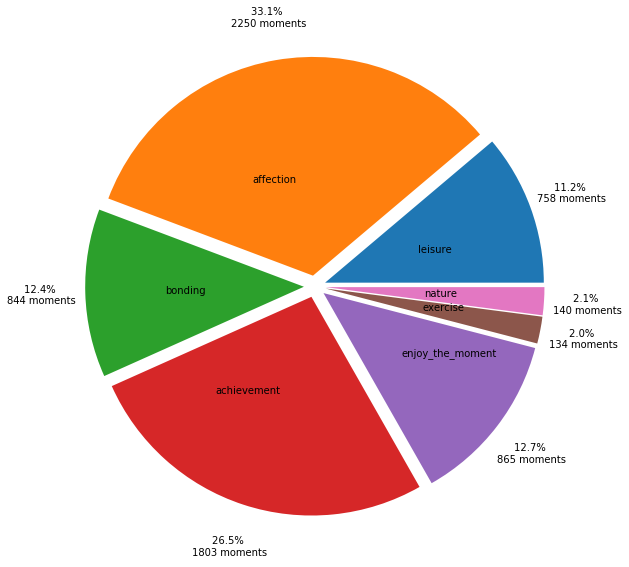 33.1%
2250 moments
affection
11.2%
758 moments
leisure
12.4%
844 moments
bonding
nature
2.1%
140 moments
exercise
2.0%
134 moments
enjoy_the_moment
achievement
12.7%
865 moments
26.5%
1803 moments